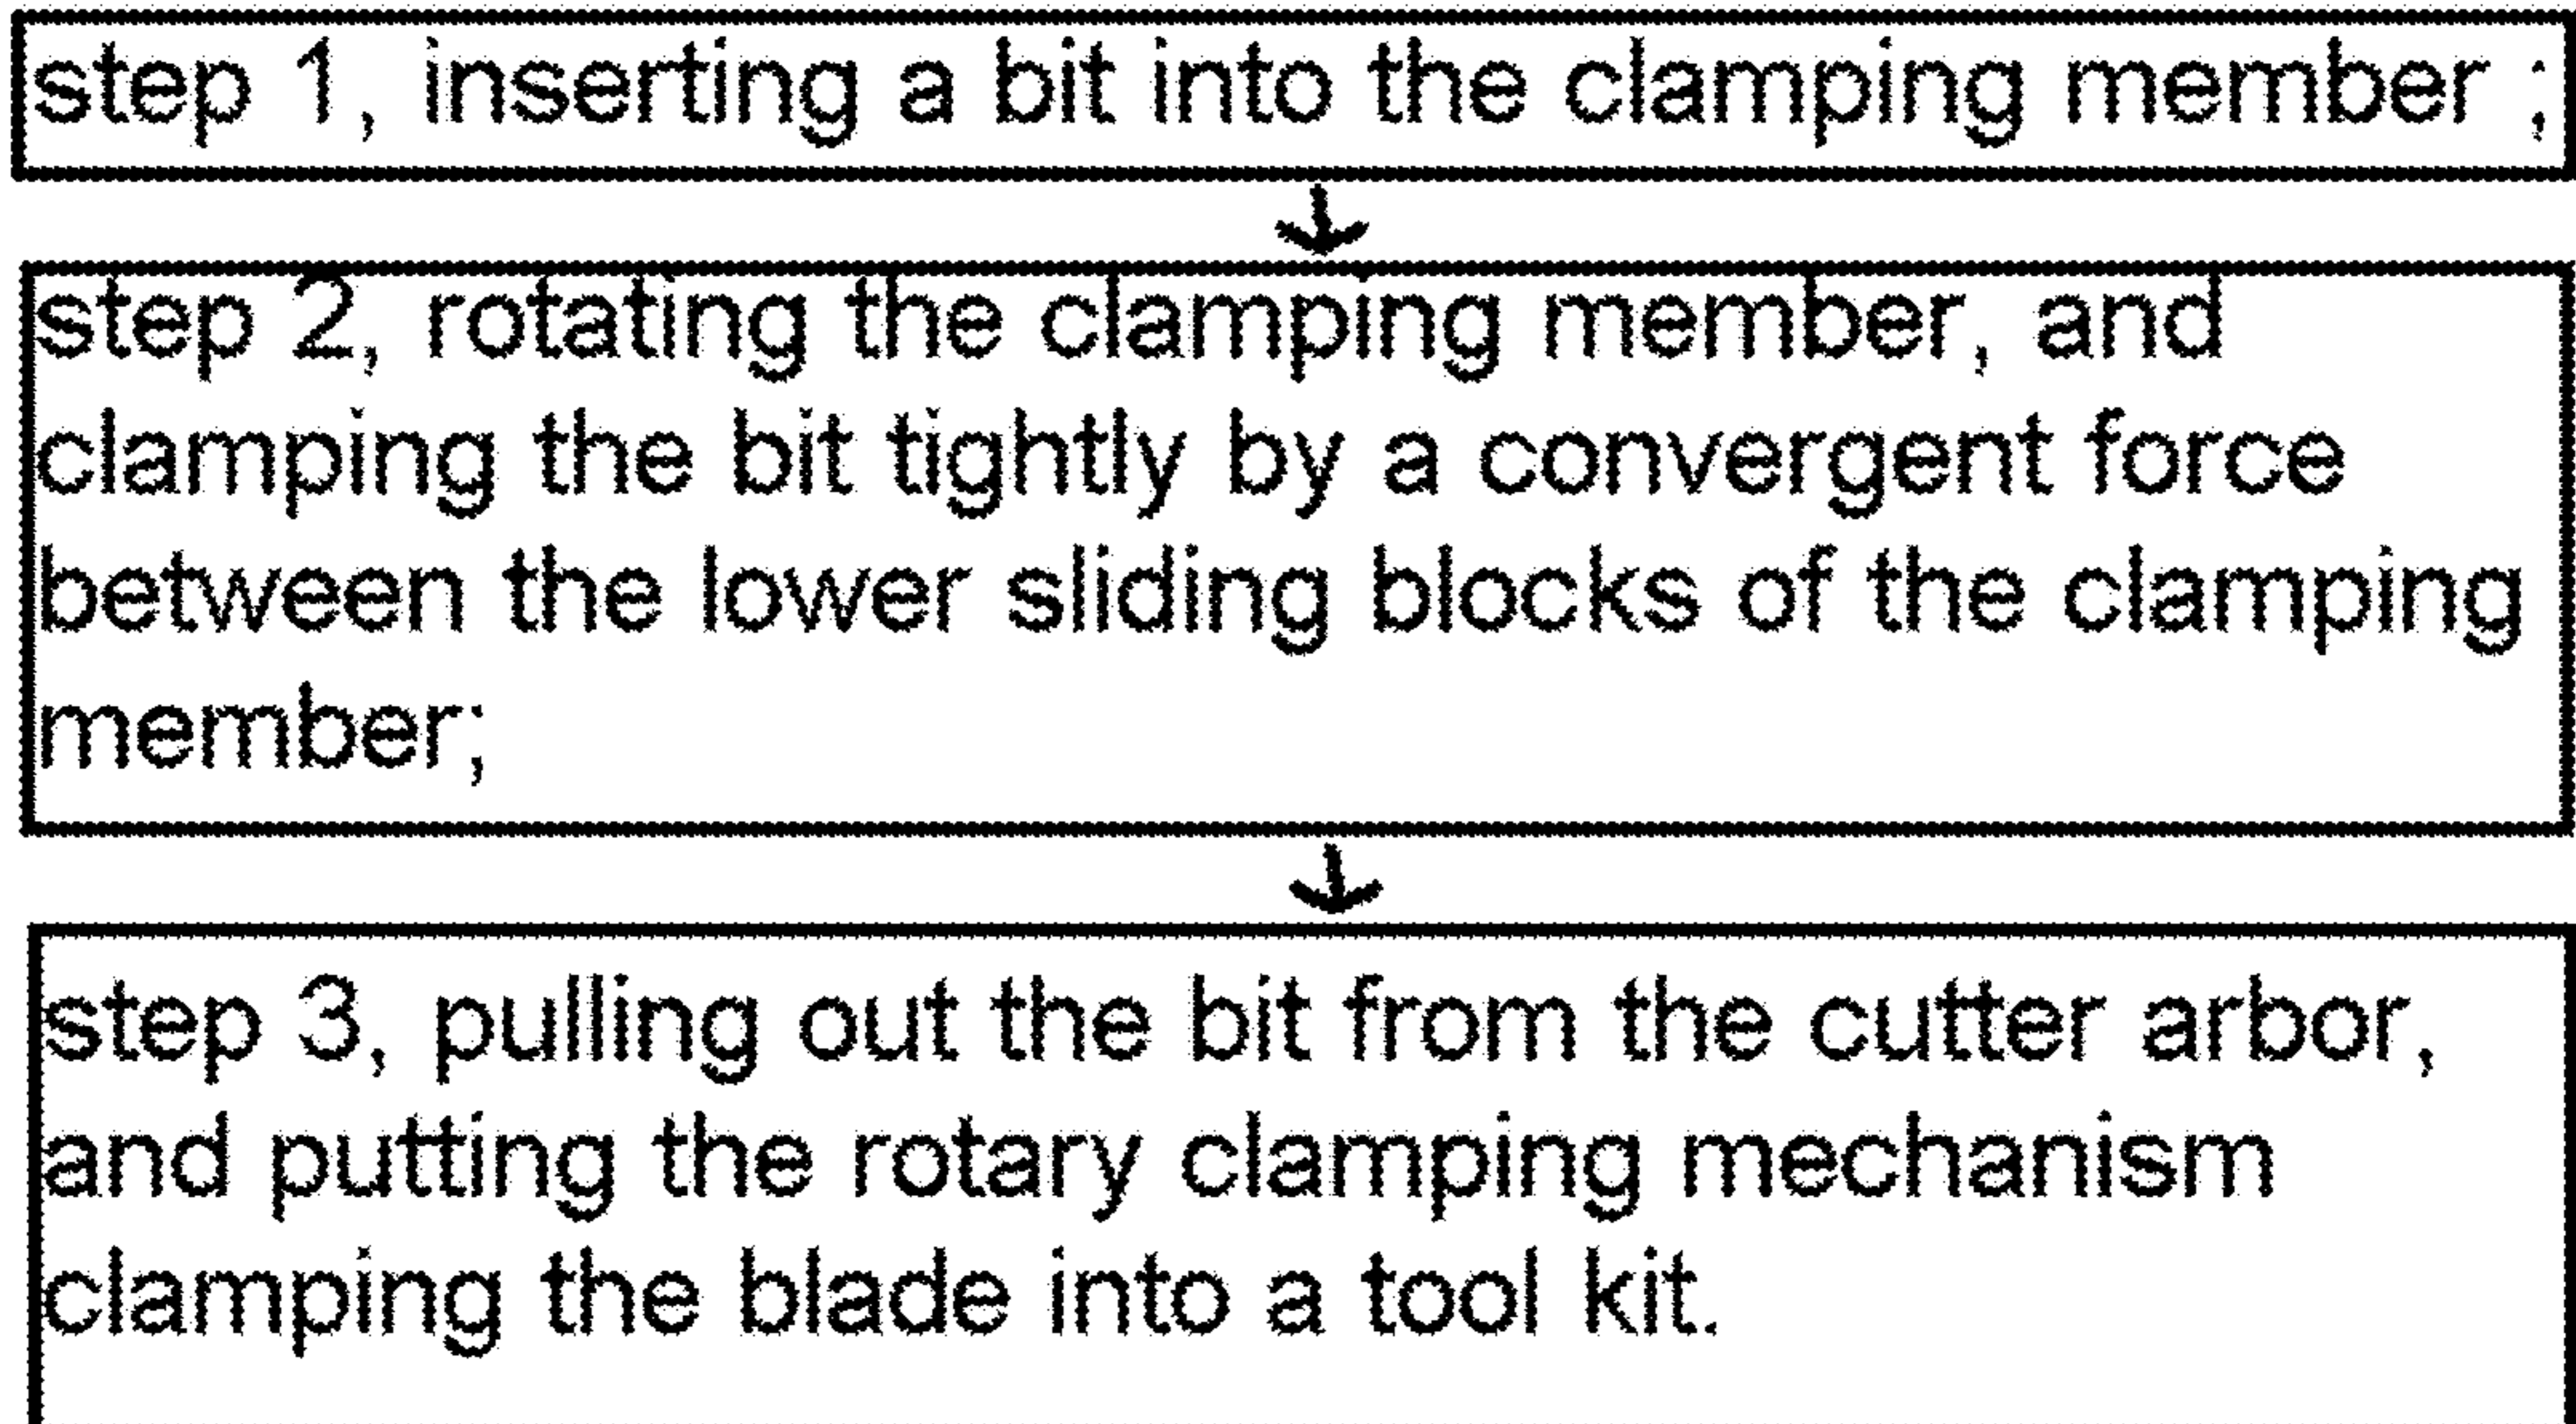 step 1, inserting a bit into the clamping member ;
step 2, rotating the clamping member, and
clamping the bit tightly by a convergent force
between the lower sliding blocks of the clamping
member;
step 3, pulling out the bit from the cutter arbor,
and putting the rotary clamping mechanism
clamping the blade into a tool kit.